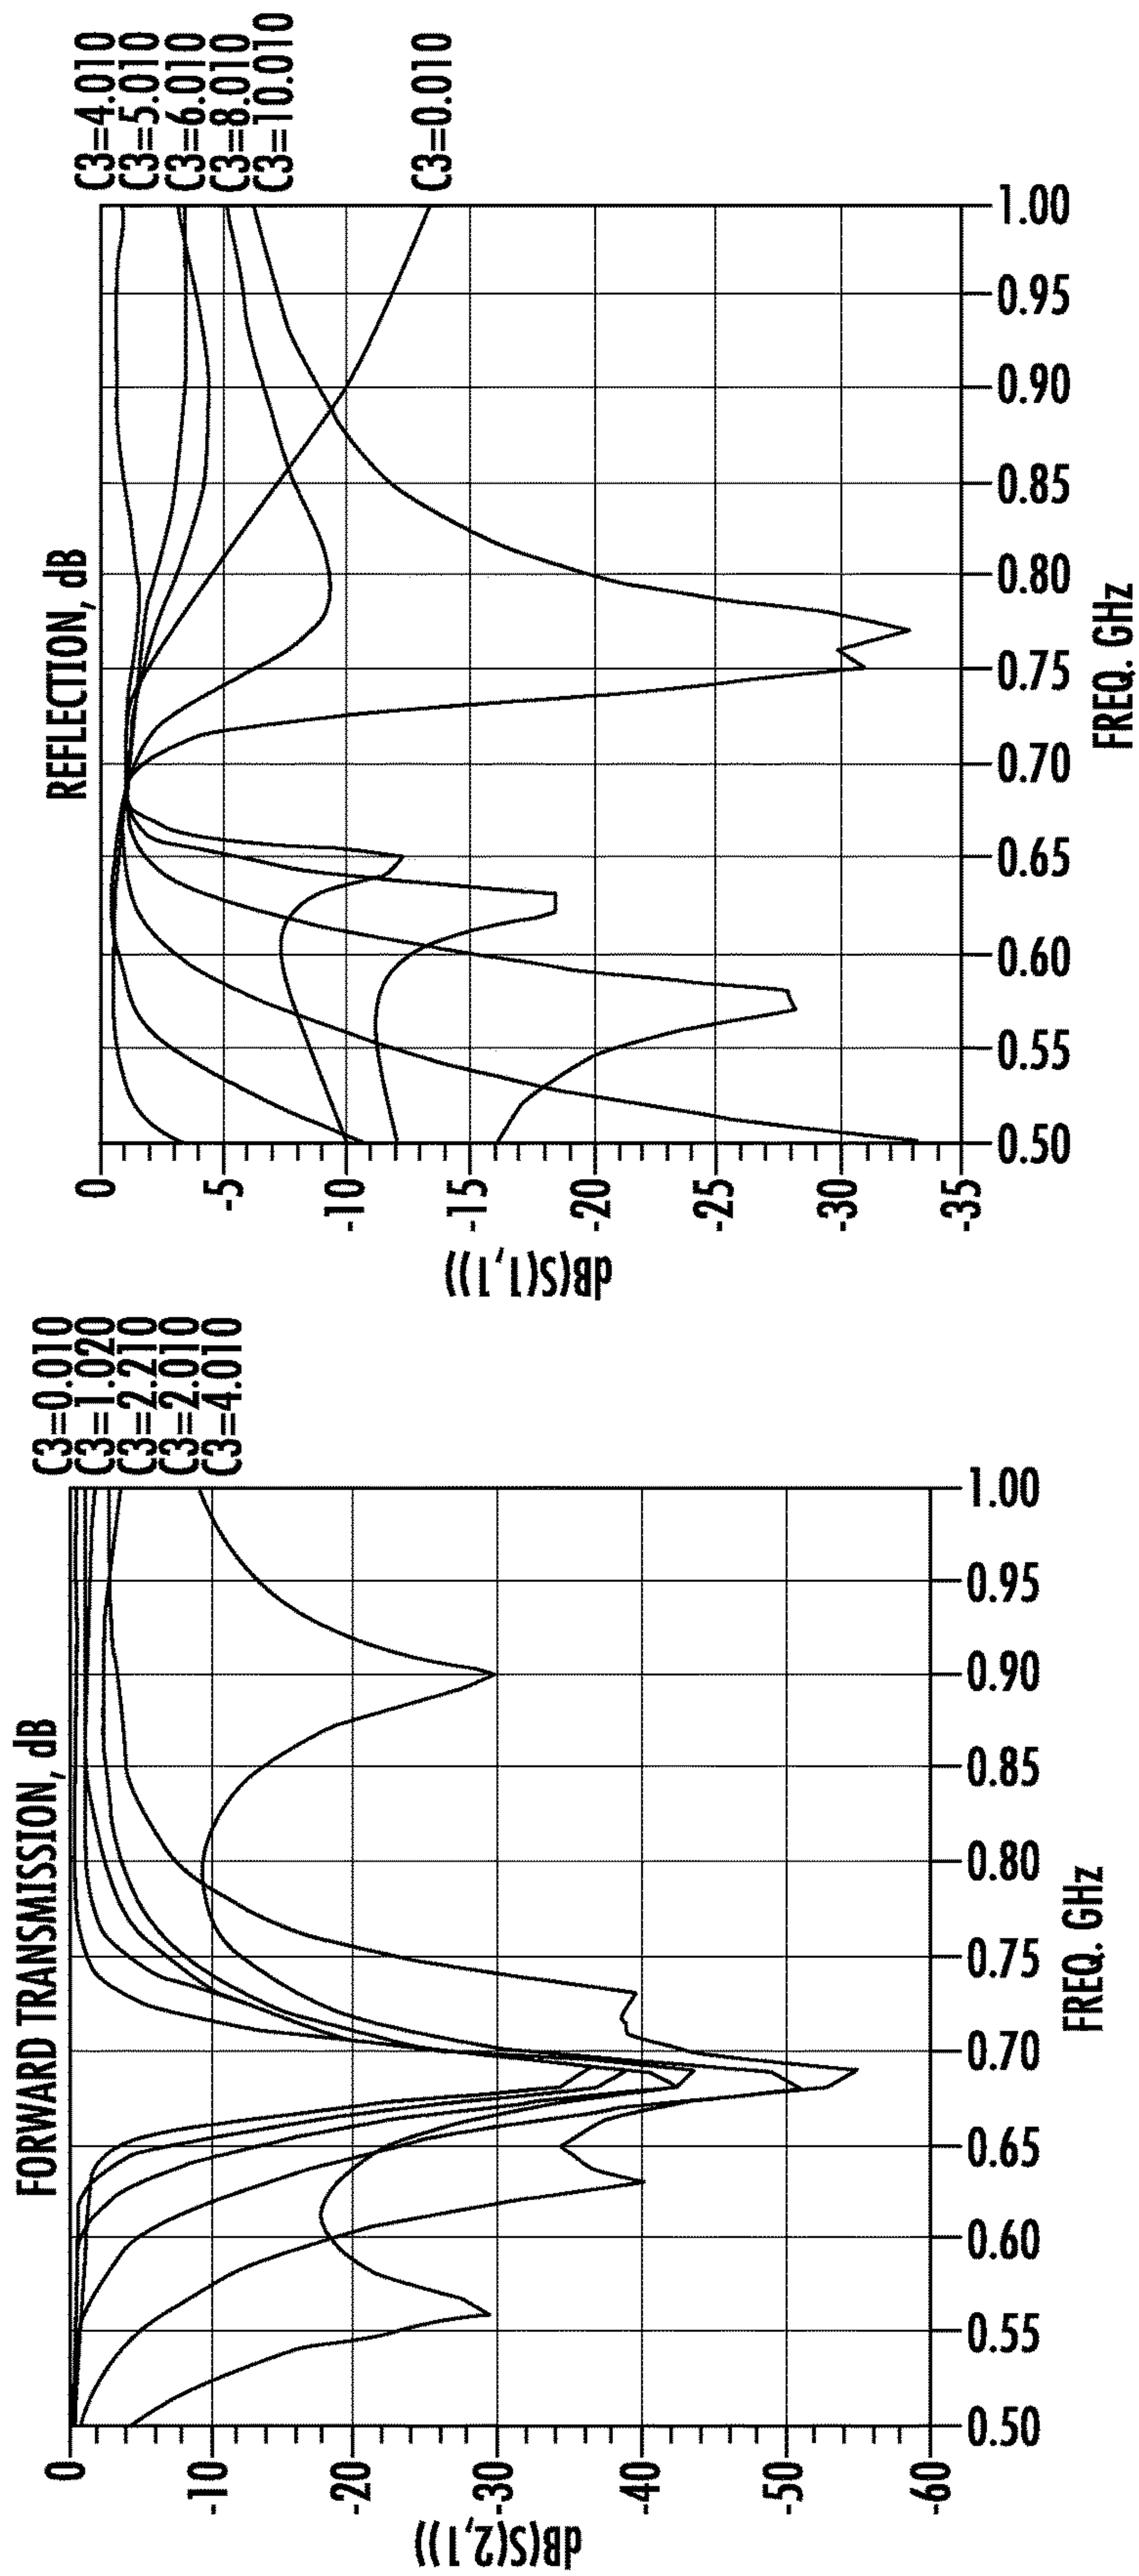 FORWARD TRANSMISSION, dB
C3=0.010
C3=1.020
C3=2.210
C3=2.010
C3=4.010
dB(S(2,1))
0
-10
-20
-30
-40
-50
-60
0.50
0.55
0.60
0.65
0.70
0.75
0.80
0.85
0.90
0.95
1.00
FREQ. GHz
REFLECTION, dB
C3=4.010
C3=5.010
C3=6.010
C3=8.010
C3=10.010
C3=0.010
dB(S(1,1))
0
-5
-10
-15
-20
-25
-30
-35
0.50
0.55
0.60
0.65
0.70
0.75
0.80
0.85
0.90
0.95
1.00
FREQ. GHz